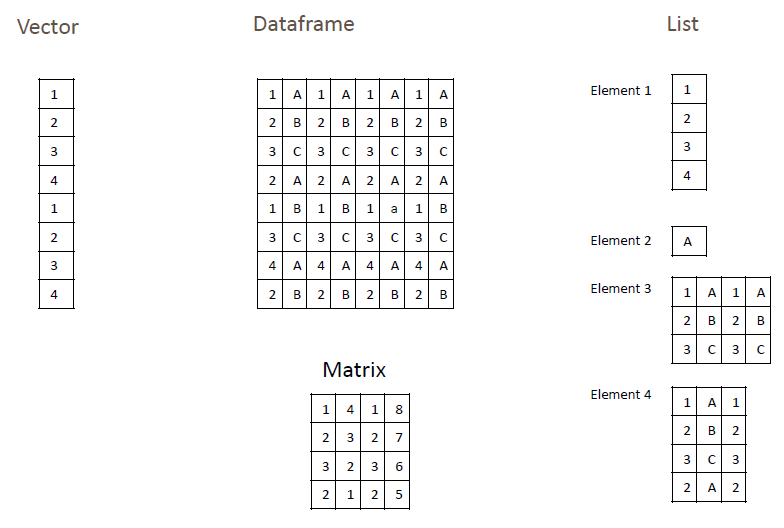 Vector
1
2
3
4
1
2
3
4
Dataframe
1 A 1 A 1 A 1 A
2 B 2 B 2 B 2 B
3 C 3 C 3 C 3 C
2 A 2 A 2 A 2 A
1 B 1 B 1 a 1 B
3 C 3 C 3 C 3 C
4 A 4 A 4 A 4 A
2 B 2 B 2 B 2 B
Matrix
1 4 1 8
2 3 2 7
3 2 3 6
2 1 2 5
List
Element 1
1
2
3
4
Element 2
A
Element 3
1 A 1 A
2 B 2 B
3 C 3 C
Element 4
1 A 1
2 B 2
3 C 3
2 A 2